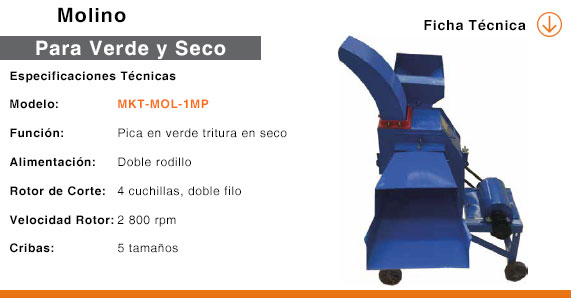 Molino
Ficha Técnica
Para Verde y Seco
Especificaciones Técnicas
Modelo: MKT-MOL-1MP
Función: Pica en verde tritura en seco
Alimentación: Doble rodillo
Rotor de Corte: 4 cuchillas, doble filo
Velocidad Rotor: 2 800 rpm
Cribas: 5 tamaños